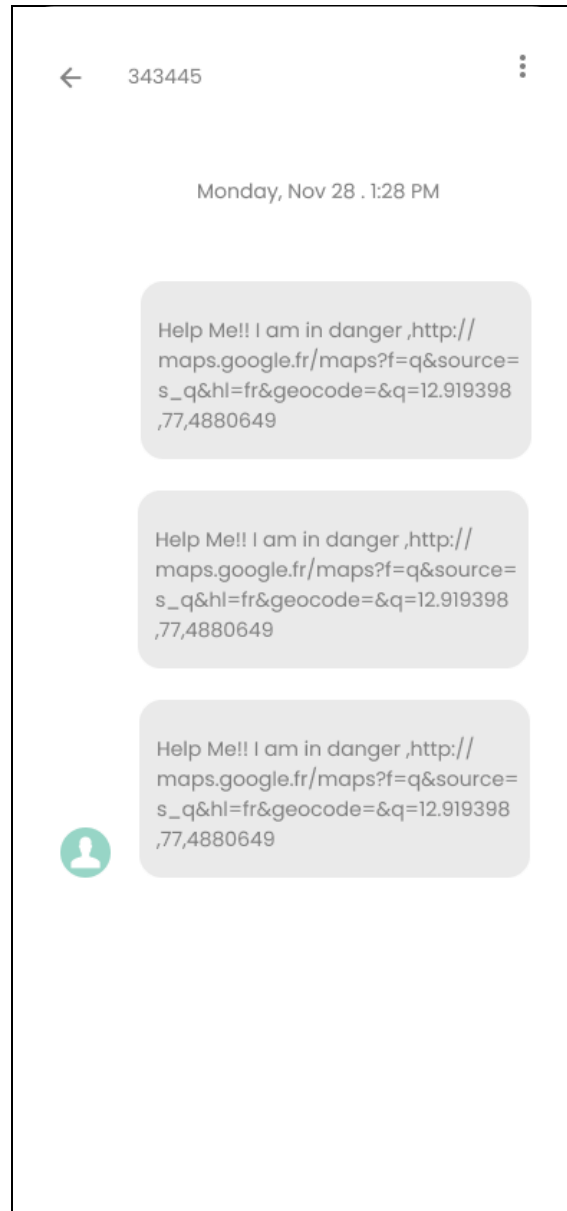 343445
Monday, Nov 28 . 1:28 PM
Help Me!! I am in danger ,http://
maps.google.fr/maps?f=q&source=
s_q&hl=fr&geocode=&q=12.919398
,77,4880649
Help Me!! I am in danger ,http://
maps.google.fr/maps?f=q&source=
s_q&hl=fr&geocode=&q=12.919398
,77,4880649
Help Me!! I am in danger ,http://
maps.google.fr/maps?f=q&source=
s_q&hl=fr&geocode=&q=12.919398
,77,4880649